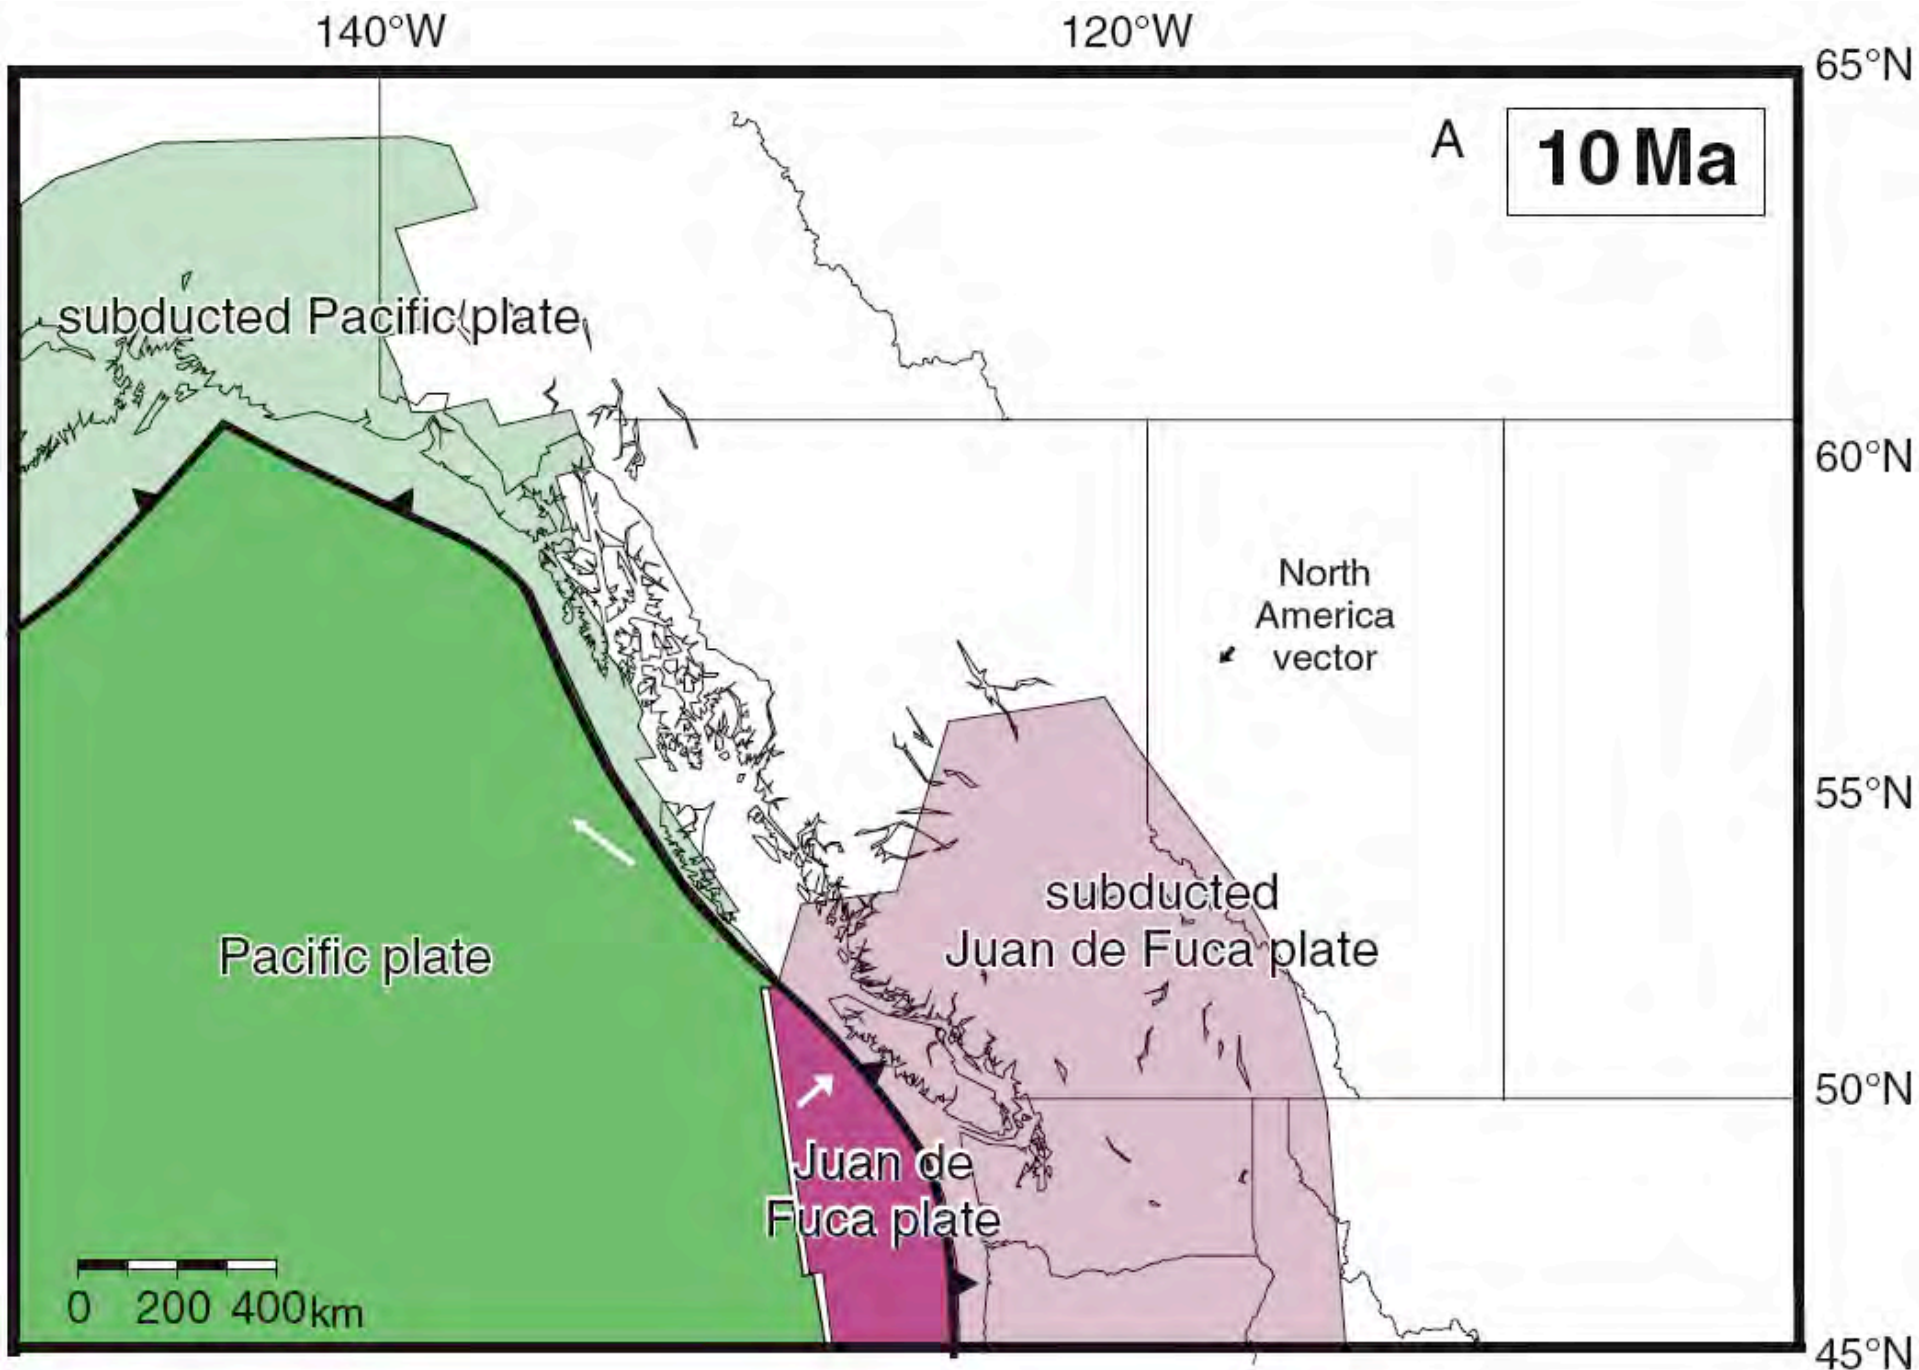 140°W
120°W
65°N
A
10 Ma
subducted Pacific plate
60°N
North
America
vector
55°N
subducted
Juan de Fuca plate
Pacific plate
50°N
Juan de
Fuca plate
0 200 400km
45°N